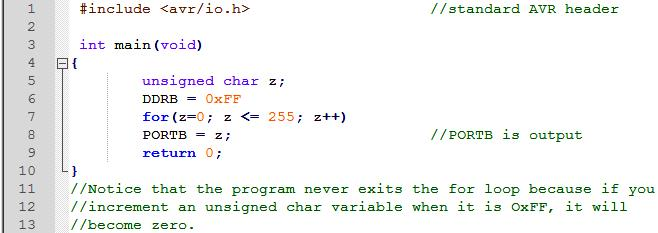 1 #include <avr/io.h> //standard AVR header
2
3 int main(void)
4 {
5 unsigned char z;
6 DDRB = 0xFF
7 for(z=0; z <= 255; z++)
8 PORTB = z; //PORTB is output
9 return 0;
10 }
11 //Notice that the program never exits the for loop because if you
12 //increment an unsigned char variable when it is OxFF, it will
13 //become zero.